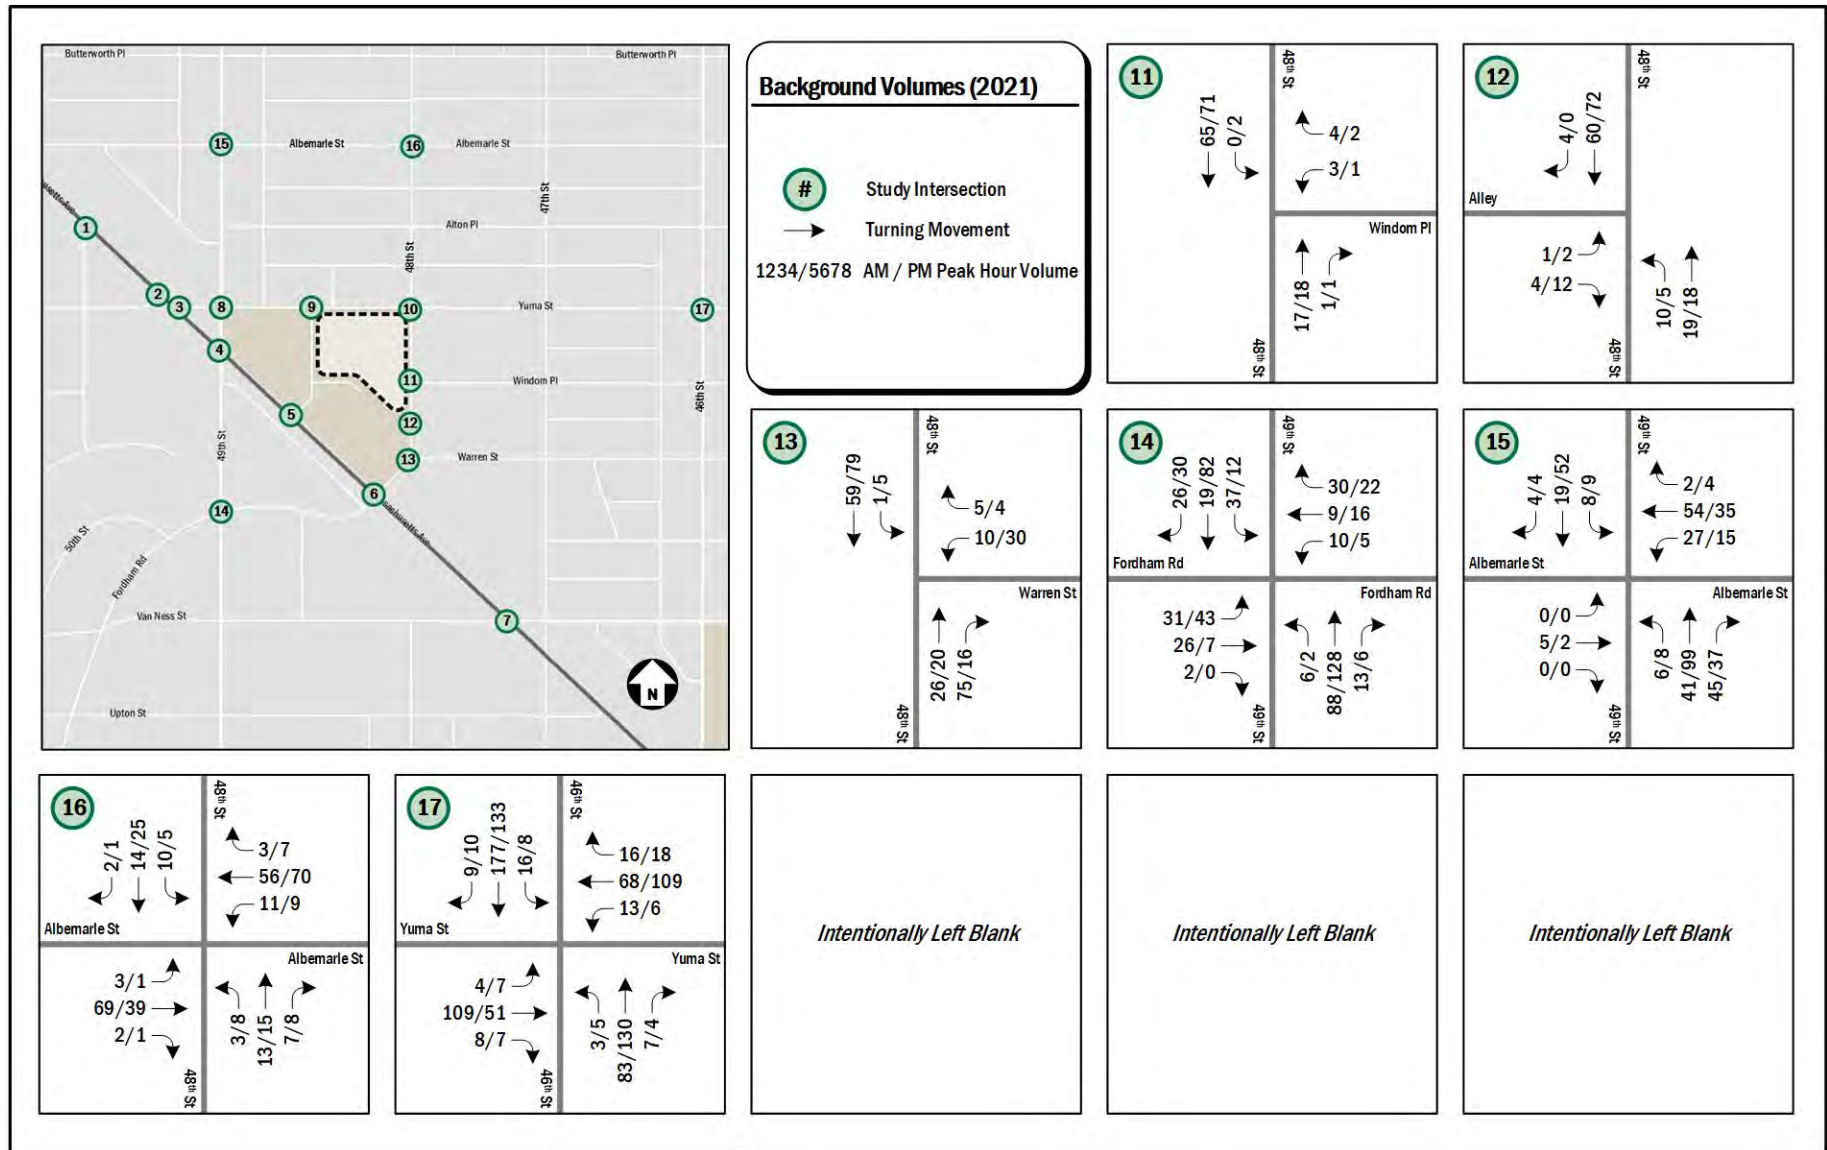 Butterworth Pl
Butterworth Pl
15
Albemarle St
16
Albemarle St
usetts Ave
47th St
1
Alton Pl
48th St
2
3
8
9
10
Yuma St
17
4
11
Windom Pl
46th St
5
12
49th St
13
Warren St
6
14
sachusetts Ave
50th St
Fordham Rd
Van Ness St
7
N
Upton St
Background Volumes (2021)
# Study Intersection
Turning Movement
1234/5678 AM / PM Peak Hour Volume
11
48th St
65/71
0/2
4/2
3/1
Windom Pl
17/18
1/1
48th St
12
48th St
4/0
60/72
Alley
1/2
4/12
10/5
19/18
48th St
13
48th St
59/79
1/5
5/4
10/30
Warren St
26/20
75/16
48th St
14
49th St
26/30
19/82
37/12
30/22
9/16
10/5
Fordham Rd
Fordham Rd
31/43
26/7
2/0
6/2
88/128
13/6
49th St
15
49th St
4/4
19/52
8/9
2/4
54/35
27/15
Albemarle St
Albemarle St
0/0
5/2
0/0
6/8
41/99
45/37
49th St
16
48th St
2/1
14/25
10/5
3/7
56/70
11/9
Albemarle St
Albemarle St
3/1
69/39
2/1
3/8
13/15
7/8
48th St
17
46th St
9/10
177/133
16/8
16/18
68/109
13/6
Yuma St
Yuma St
4/7
109/51
8/7
3/5
83/130
7/4
46th St
Intentionally Left Blank
Intentionally Left Blank
Intentionally Left Blank